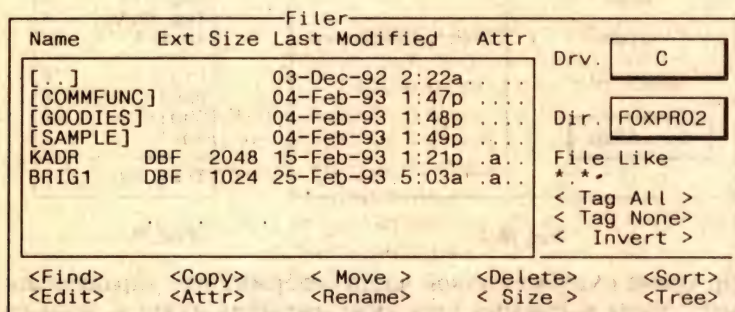 Filer
Name Ext Size Last Modified Attr
Drv. C
[..] 03-Dec-92 2:22a.. ..
[COMMFUNC] 04-Feb-93 1:47p ....
[GOODIES] 04-Feb-93 1:48p ....
Dir. FOXPRO2
[SAMPLE] 04-Feb-93 1:49p ....
KADR DBF 2048 15-Feb-93 1:21p .a..
File Like
BRIG1 DBF 1024 25-Feb-93 5:03a .a..
*.*
< Tag All >
< Tag None>
< Invert >
<Find> <Copy> < Move > <Delete> <Sort>
<Edit> <Attr> <Rename> < Size > <Tree>